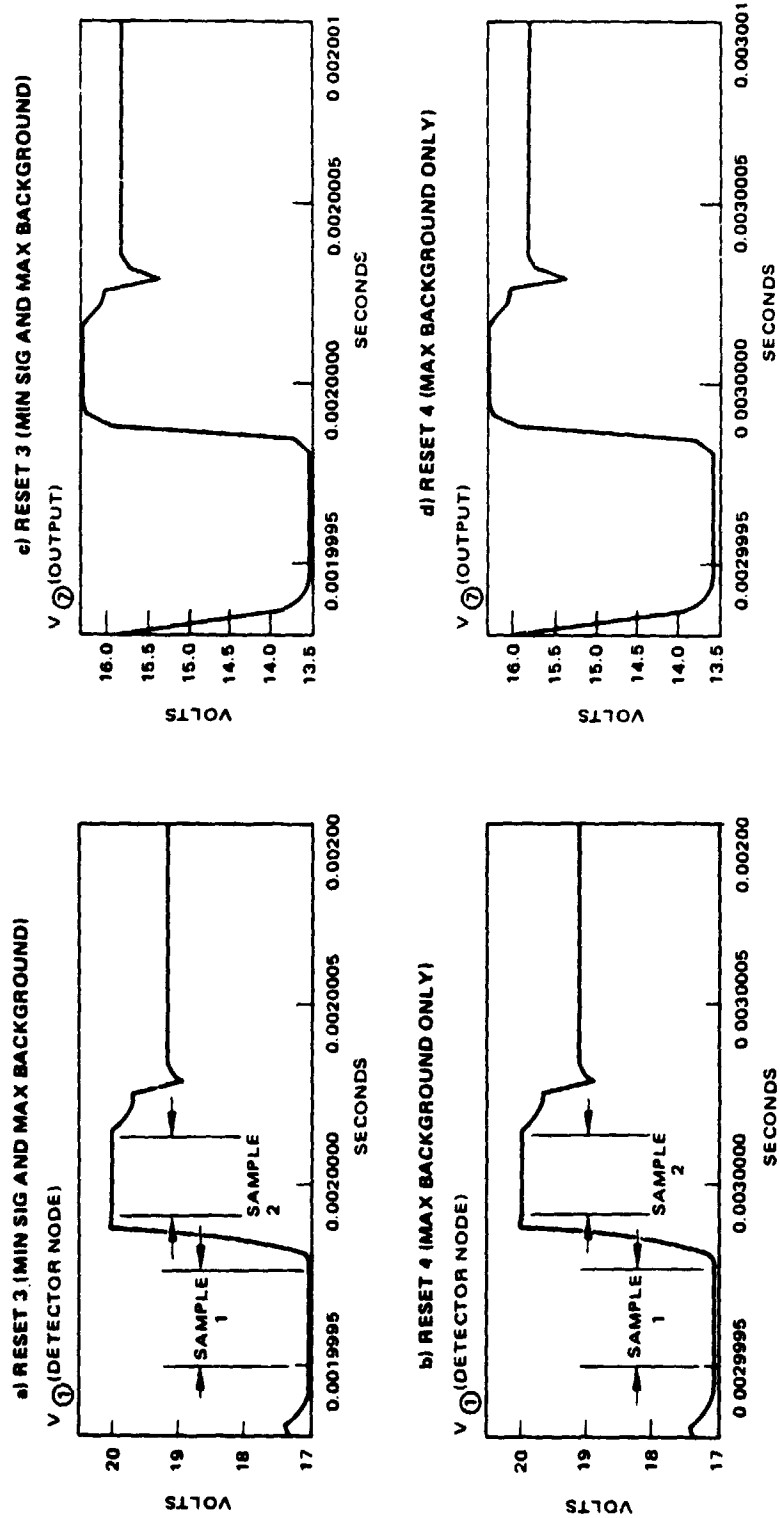 a) RESET 3 (MIN SIG AND MAX BACKGROUND)
V ① (DETECTOR NODE)
VOLTS
20
19
18
17
SAMPLE
1
SAMPLE
2
0.0019995
0.0020000
0.0020005
0.00200
SECONDS
c) RESET 3 (MIN SIG AND MAX BACKGROUND)
V ⑦ (OUTPUT)
VOLTS
16.0
15.5
15.0
14.0
13.5
0.0019995
0.0020000
0.0020005
0 002001
SECONDS
b) RESET 4 (MAX BACKGROUND ONLY)
V ① (DETECTOR NODE)
VOLTS
20
19
18
17
SAMPLE
1
SAMPLE
2
0.0029995
0.0030000
0.0030005
0.00200
SECONDS
d) RESET 4 (MAX BACKGROUND ONLY)
V ⑦ (OUTPUT)
VOLTS
16.0
15.5
15.0
14.5
14.0
13.5
0.0029995
0.0030000
0.0030005
0.003001
SECONDS